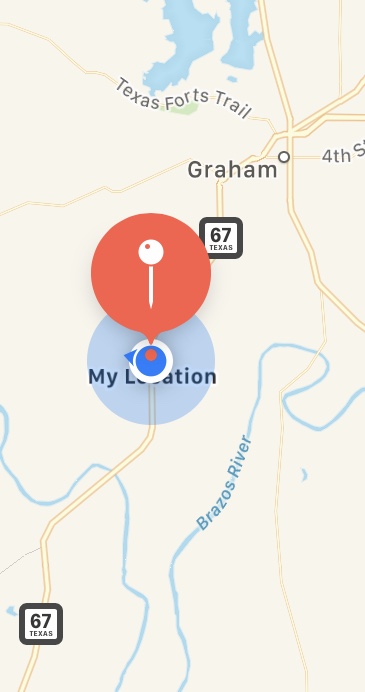 Texas Forts Trail
Graham
4th S
67
TEXAS
My Location
Brazos River
67
TEXAS